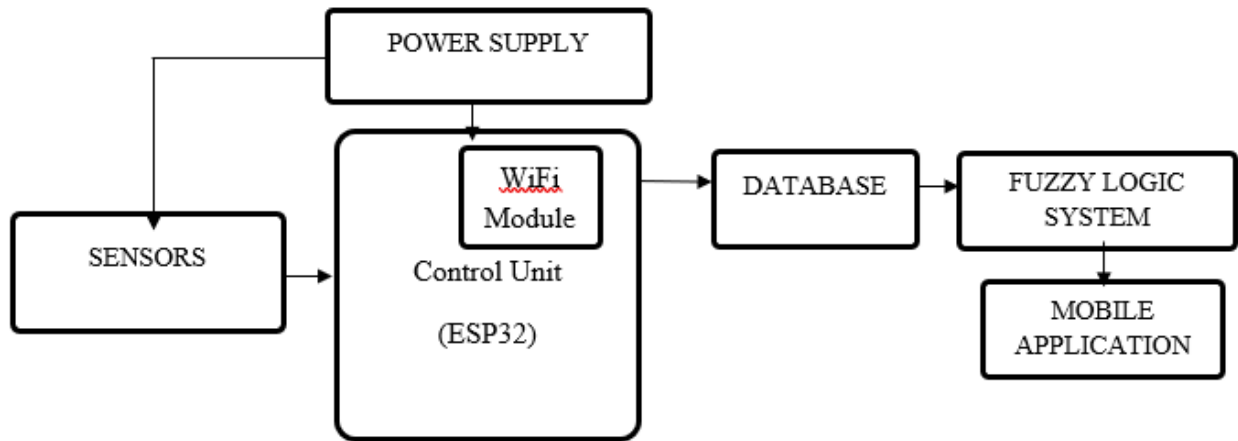 POWER SUPPLY
WiFi
Module
Control Unit
(ESP32)
SENSORS
DATABASE
FUZZY LOGIC
SYSTEM
MOBILE
APPLICATION